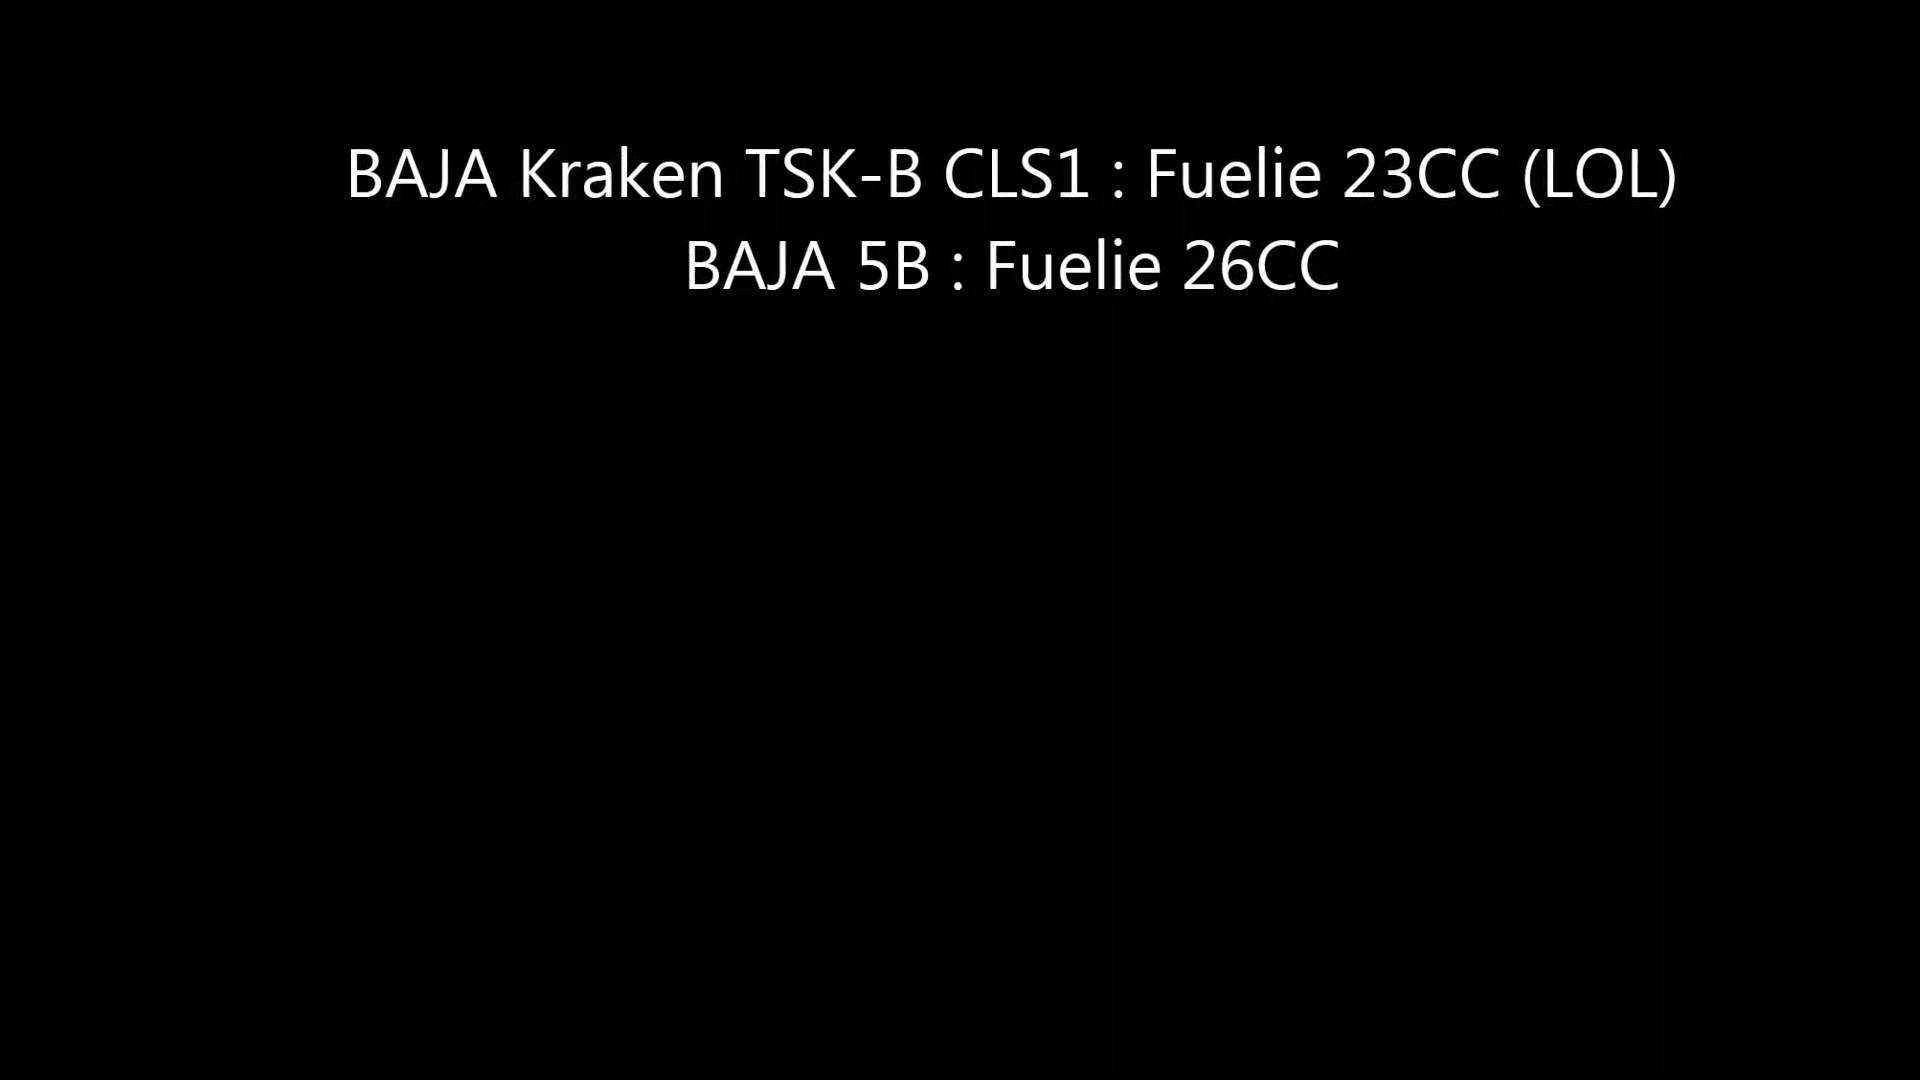 BAJA Kraken TSK-B CLS1 : Fuelie 23CC (LOL)
BAJA 5B : Fuelie 26CC